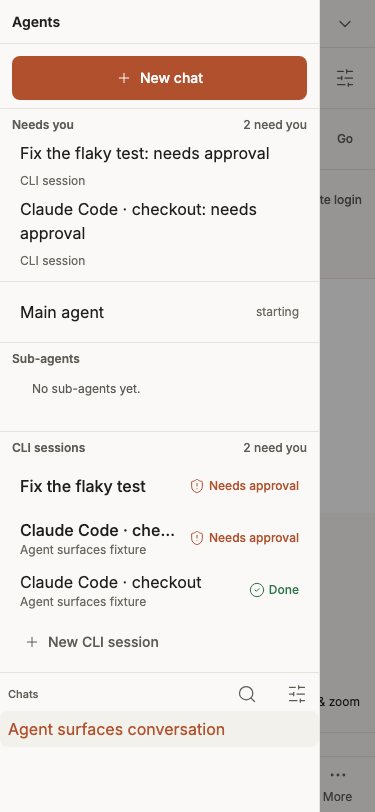 Agents
+ New chat
Go
Needs you 2 need you
Fix the flaky test: needs approval
CLI session
te login
Claude Code · checkout: needs
approval
CLI session
Main agent starting
Sub-agents
No sub-agents yet.
CLI sessions 2 need you
Fix the flaky test Needs approval
Claude Code · che... Needs approval
Agent surfaces fixture
Claude Code · checkout Done
Agent surfaces fixture
+ New CLI session
Chats
& zoom
Agent surfaces conversation
More